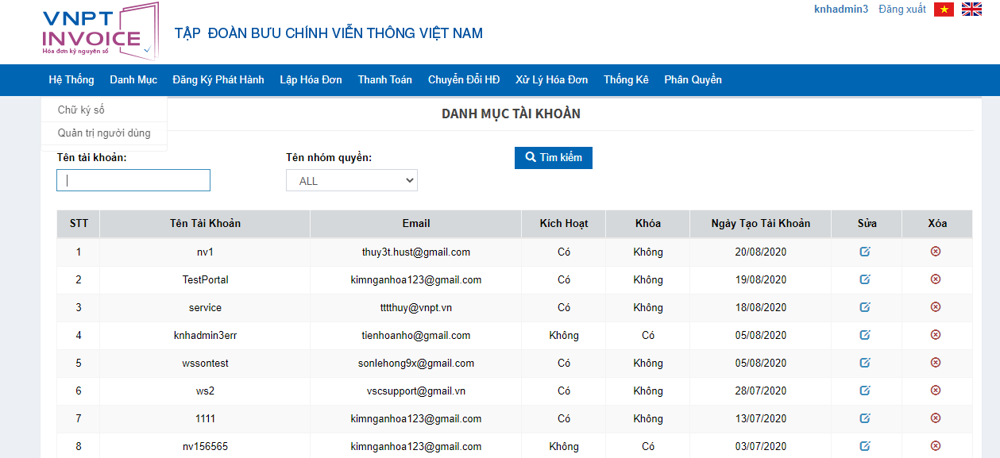 knhadmin3 Đăng xuất
VNPT
INVOICE
Hóa đơn kỷ nguyên số
TẬP ĐOÀN BƯU CHÍNH VIỄN THÔNG VIỆT NAM
Hệ Thống Danh Mục Đăng Ký Phát Hành Lập Hóa Đơn Thanh Toán Chuyển Đổi HĐ Xử Lý Hóa Đơn Thống Kê Phân Quyền
Chữ ký số
Quản trị người dùng
DANH MỤC TÀI KHOẢN
Tên tài khoản: Tên nhóm quyền: Tìm kiếm
ALL
STT Tên Tài Khoản Email Kích Hoạt Khóa Ngày Tạo Tài Khoản Sửa Xóa
1 nv1 thuy3t.hust@gmail.com Có Không 20/08/2020
2 TestPortal kimnganhoa123@gmail.com Có Không 19/08/2020
3 service tttthuy@vnpt.vn Có Không 18/08/2020
4 knhadmin3err tienhoanho@gmail.com Không Có 05/08/2020
5 wssontest sonlehong9x@gmail.com Có Không 05/08/2020
6 ws2 vscsupport@gmail.vn Có Không 28/07/2020
7 1111 kimnganhoa123@gmail.com Có Không 13/07/2020
8 nv156565 kimnganhoa123@gmail.com Không Có 03/07/2020